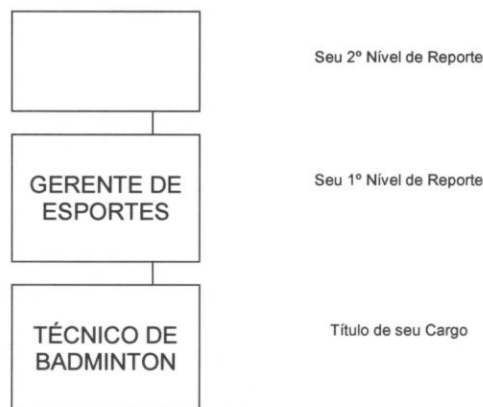 Seu 2º Nível de Reporte
GERENTE DE
ESPORTES
Seu 1º Nível de Reporte
TÉCNICO DE
BADMINTON
Título de seu Cargo